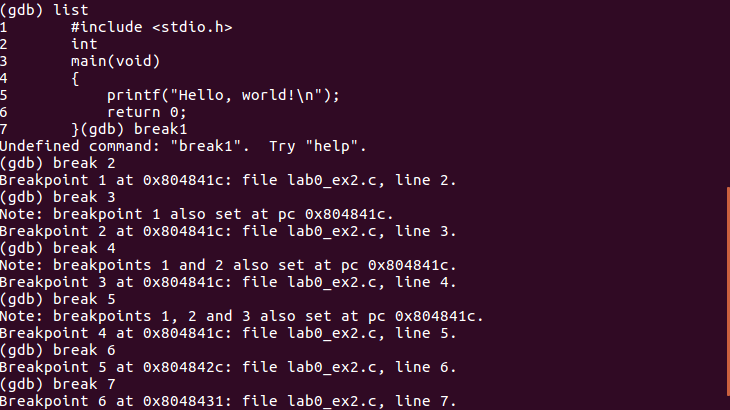 (gdb) list
1       #include <stdio.h>
2       int
3       main(void)
4       {
5           printf("Hello, world!\n");
6           return 0;
7       }(gdb) break1
Undefined command: "break1".  Try "help".
(gdb) break 2
Breakpoint 1 at 0x804841c: file lab0_ex2.c, line 2.
(gdb) break 3
Note: breakpoint 1 also set at pc 0x804841c.
Breakpoint 2 at 0x804841c: file lab0_ex2.c, line 3.
(gdb) break 4
Note: breakpoints 1 and 2 also set at pc 0x804841c.
Breakpoint 3 at 0x804841c: file lab0_ex2.c, line 4.
(gdb) break 5
Note: breakpoints 1, 2 and 3 also set at pc 0x804841c.
Breakpoint 4 at 0x804841c: file lab0_ex2.c, line 5.
(gdb) break 6
Breakpoint 5 at 0x804842c: file lab0_ex2.c, line 6.
(gdb) break 7
Breakpoint 6 at 0x8048431: file lab0_ex2.c, line 7.